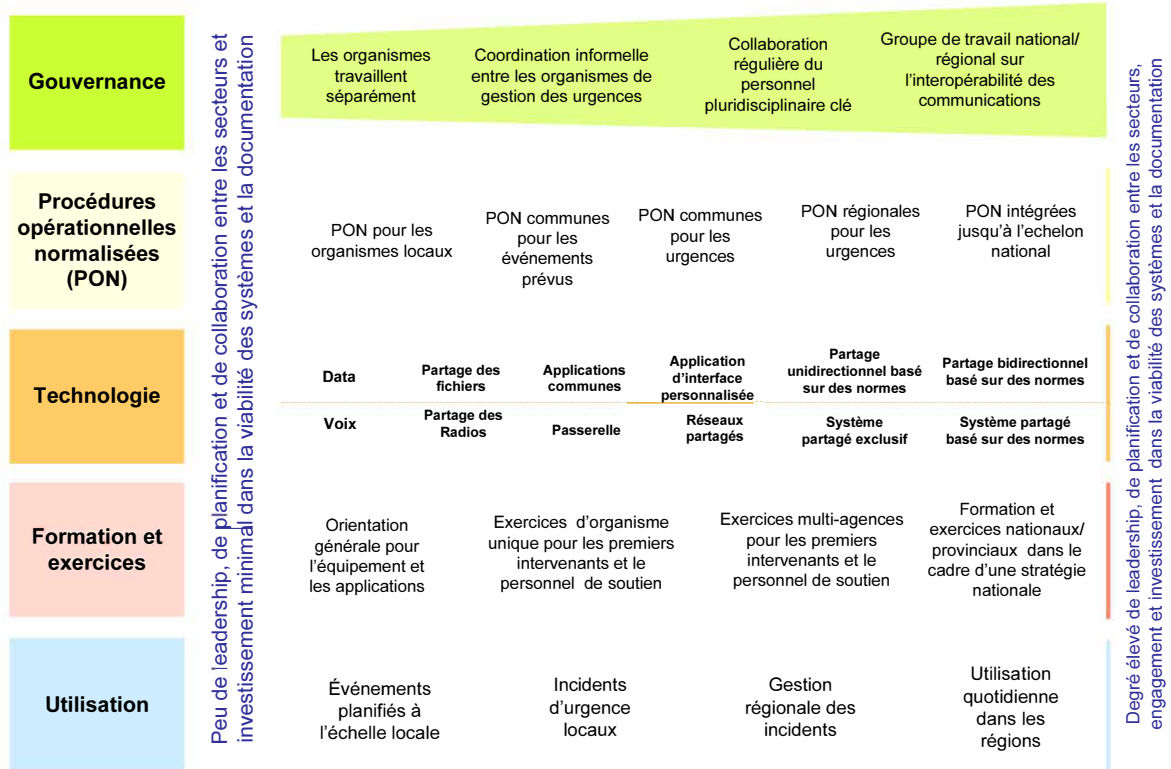 Gouvernance
Peu de leadership, de planification et de collaboration entre les secteurs et
investissement minimal dans la viabilité des systèmes et la documentation
Les organismes
travaillent
séparément
Coordination informelle
entre les organismes de
gestion des urgences
Collaboration
régulière du
personnel
pluridisciplinaire clé
Groupe de travail national/
régional sur
l'interopérabilité des
communications
Degré élevé de leadership, de planification et de collaboration entre les secteurs,
engagement et investissement dans la viabilité des systèmes et la documentation
Procédures
opérationnelles
normalisées
(PON)
PON pour les
organismes locaux
PON communes
pour les
événements
prévus
PON communes
pour les
urgences
PON régionales
pour les
urgences
PON intégrées
jusqu'à l'echelon
national
Technologie
Data
Partage des
fichiers
Applications
communes
Application
d'interface
personnalisée
Partage
unidirectionnel basé
sur des normes
Partage bidirectionnel
basé sur des normes
Voix
Partage des
Radios
Passerelle
Réseaux
partagés
Système
partagé exclusif
Système partagé
basé sur des normes
Formation et
exercices
Orientation
générale pour
l'équipement et
les applications
Exercices d'organisme
unique pour les premiers
intervenants et le
personnel de soutien
Exercices multi-agences
pour les premiers
intervenants et le
personnel de soutien
Formation et
exercices nationaux/
provinciaux dans le
cadre d'une stratégie
nationale
Utilisation
Événements
planifiés à
l'échelle locale
Incidents
d'urgence
locaux
Gestion
régionale des
incidents
Utilisation
quotidienne
dans les
régions